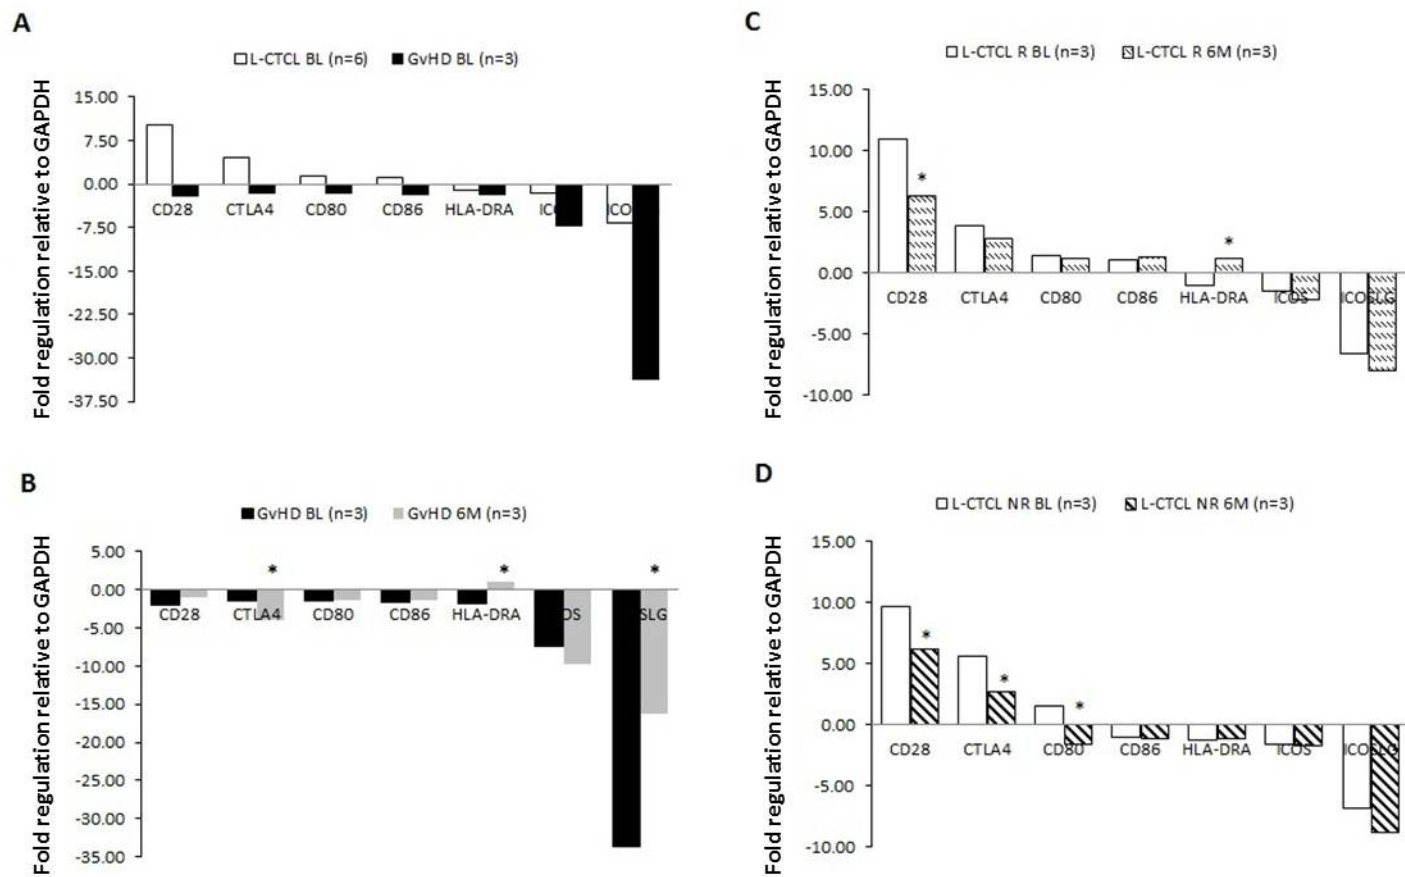 A
L-CTCL BL (n=6) GvHD BL (n=3)
Fold regulation relative to GAPDH
15.00
7.50
0.00
-7.50
-15.00
-22.50
-30.00
-37.50
CD28 CTLA4 CD80 CD86 HLA-DRA
B
GvHD BL (n=3) GvHD 6M (n=3)
Fold regulation relative to GAPDH
5.00
0.00
-5.00
-10.00
-15.00
-20.00
-25.00
-30.00
-35.00
CD28 CTLA4 CD80 CD86 HLA-DRA OS SLG
* * *
C
L-CTCL R BL (n=3) L-CTCL R 6M (n=3)
Fold regulation relative to GAPDH
15.00
10.00
5.00
0.00
-5.00
-10.00
CD28 CTLA4 CD80 CD86 HLA-DRA ICOS ICOSLG
* *
D
L-CTCL NR BL (n=3) L-CTCL NR 6M (n=3)
Fold regulation relative to GAPDH
15.00
10.00
5.00
0.00
-5.00
-10.00
CD28 CTLA4 CD80 CD86 HLA-DRA ICOS ICOSLG
* * *